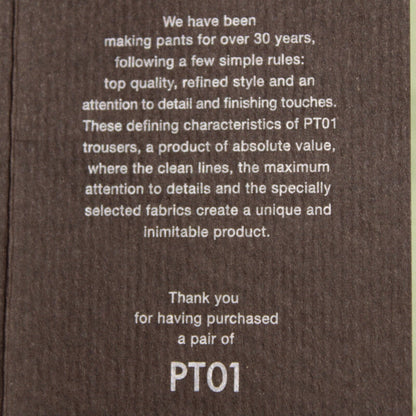 We have been
making pants for over 30 years,
following a few simple rules:
top quality, refined style and an
attention to detail and finishing touches.
These defining characteristics of PT01
trousers, a product of absolute value,
where the clean lines, the maximum
attention to details and the specially
selected fabrics create a unique and
inimitable product.
Thank you
for having purchased
a pair of
PT01